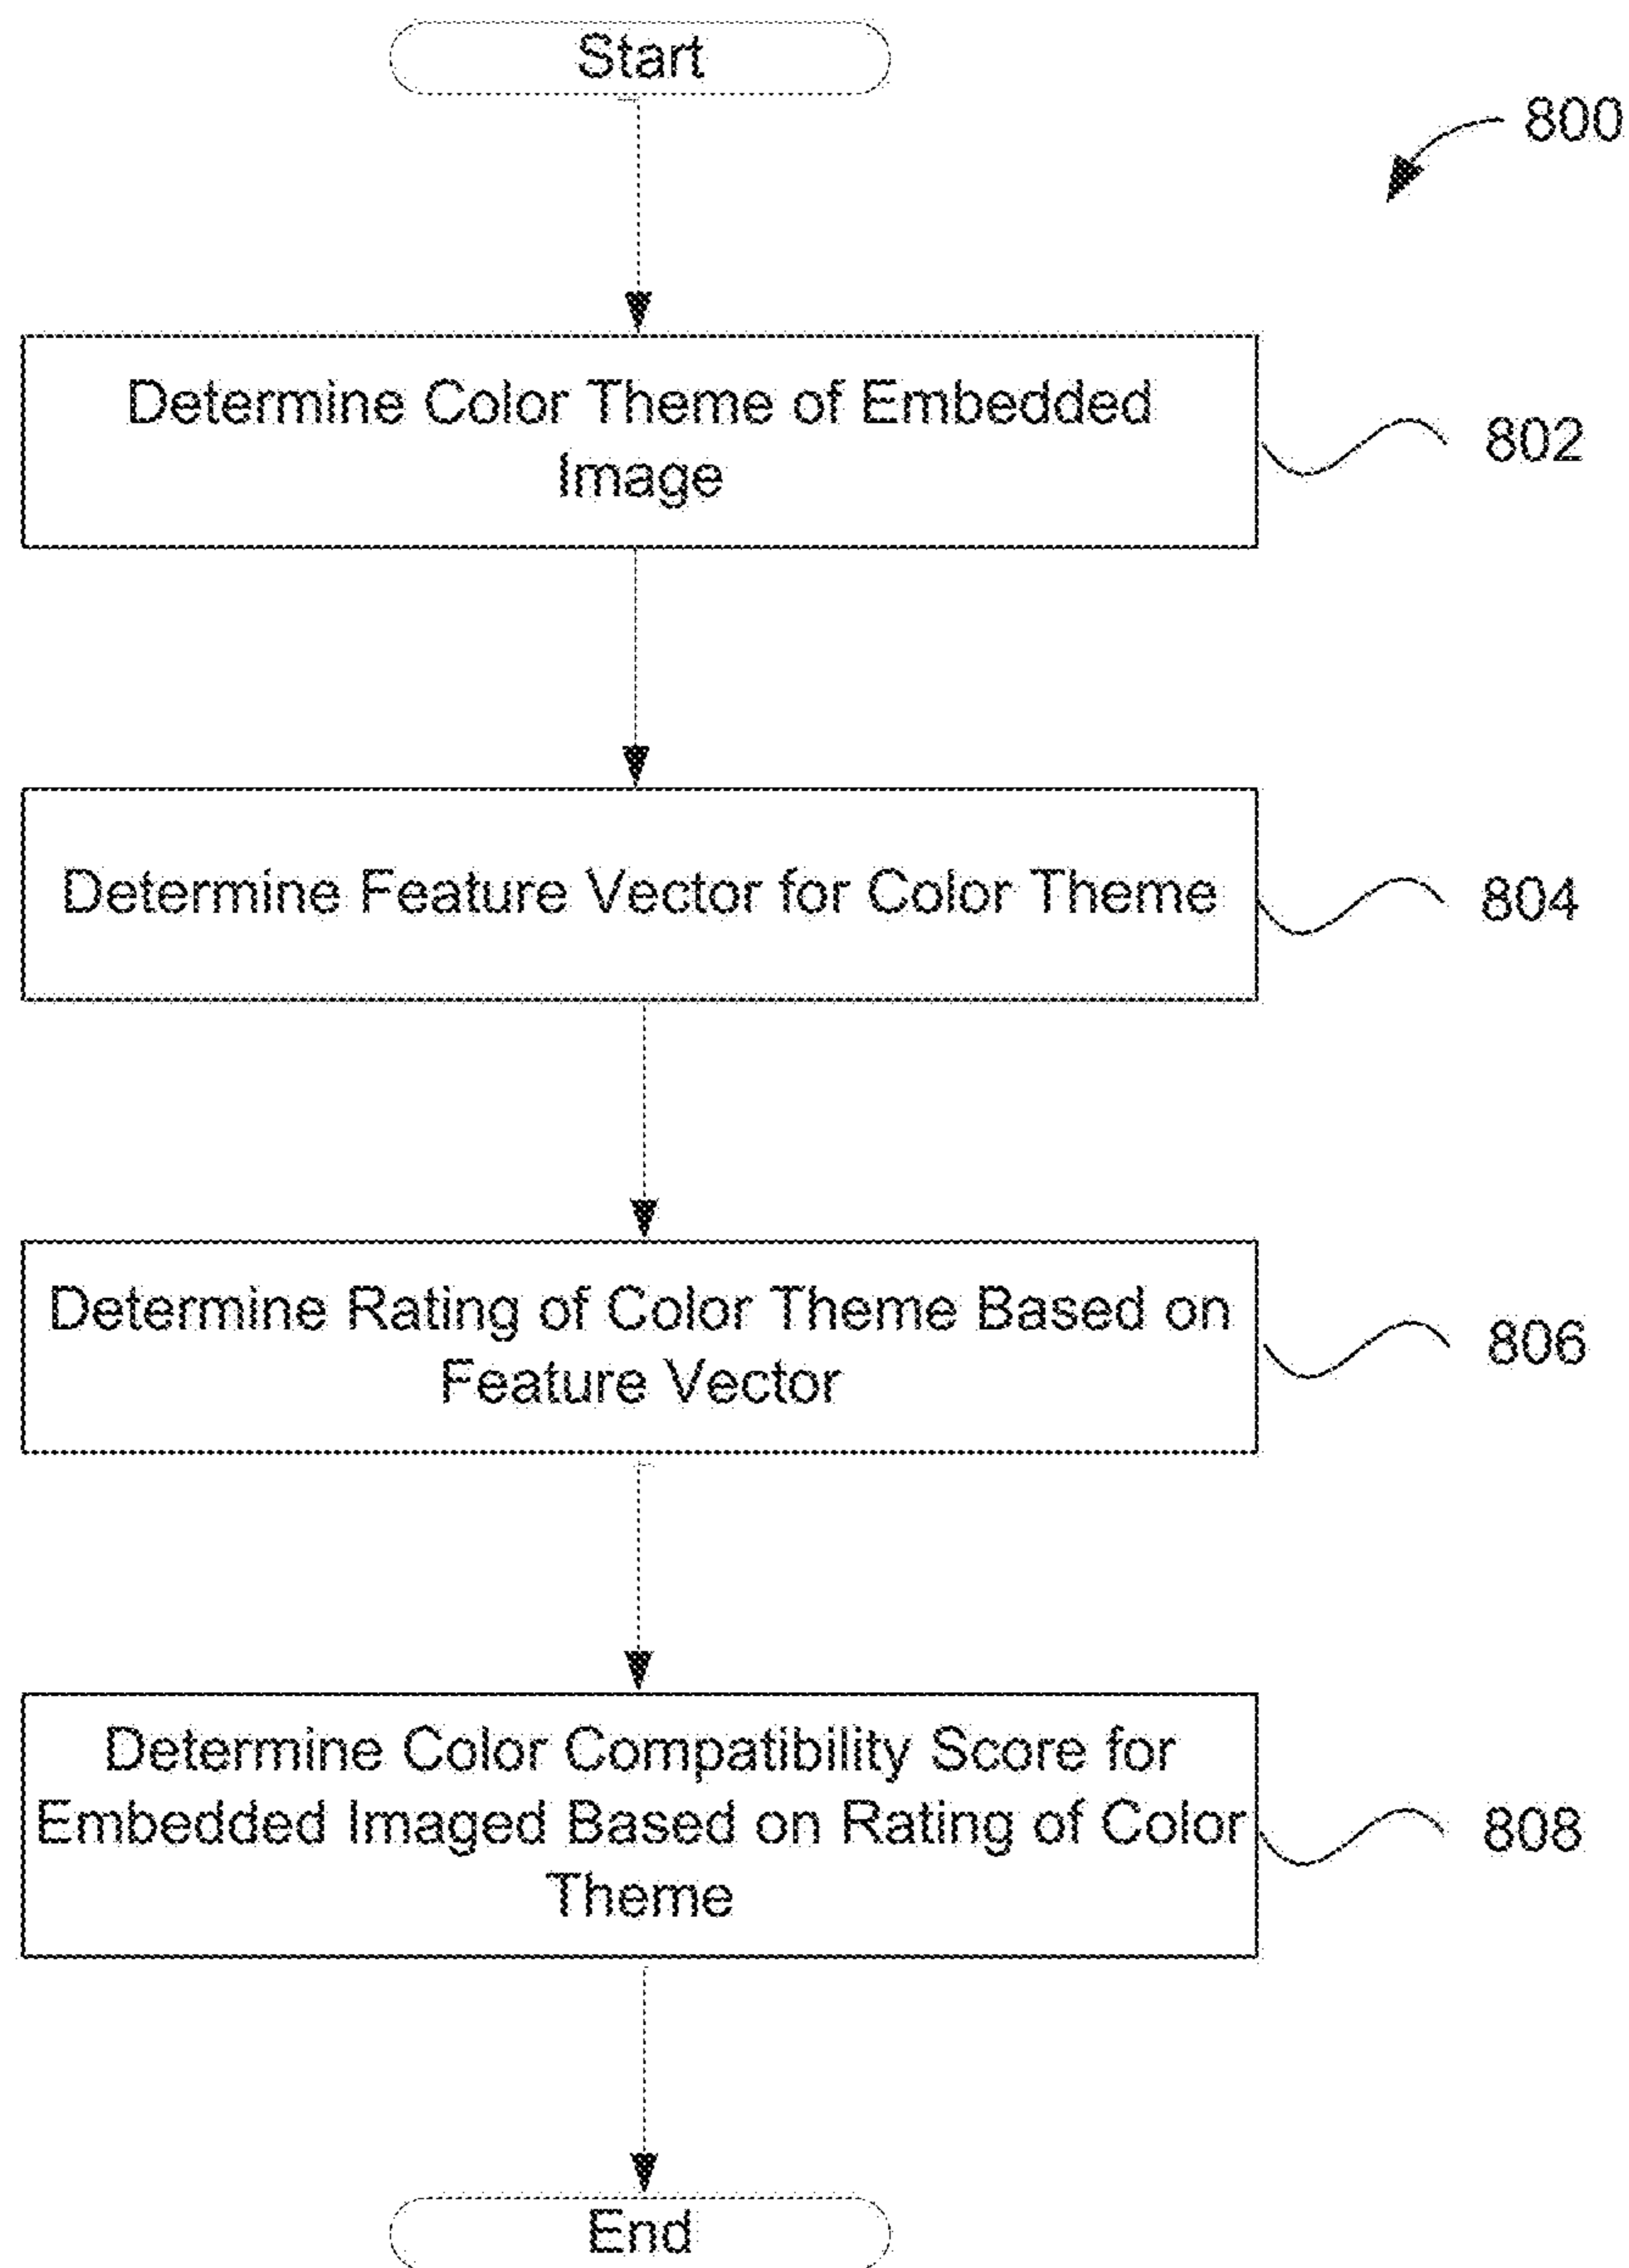 Start
800
Determine Color Theme of Embedded
Image
802
Determine Feature Vector for Color Theme
804
Determine Rating of Color Theme Based on
Feature Vector
806
Determine Color Compatibility Score for
Embedded Imaged Based on Rating of Color
Theme
808
End